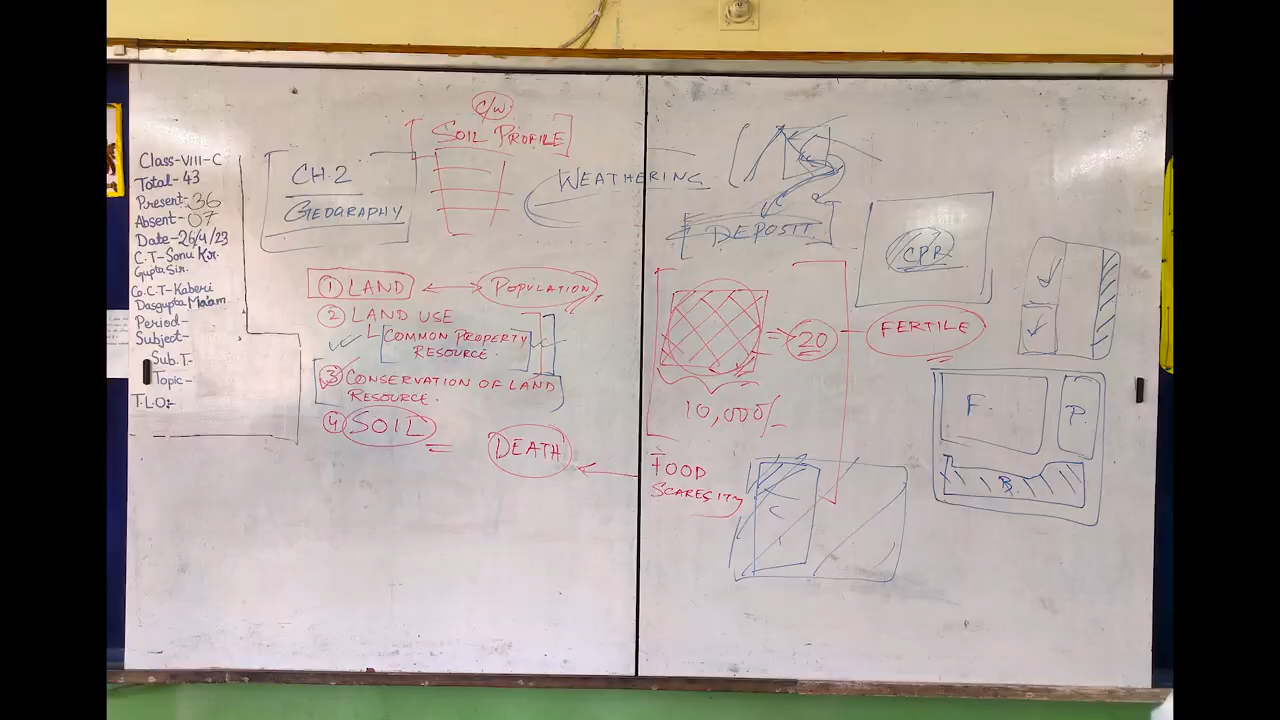 Class-VIII-C
Total-43
Present-36
Absent-07
Date-26/4/23
C.T-Sonu Kr.
Gupta Sir.
Co.C.T-Kaberi
Dasgupta Ma'am
Period-
Subject-
Sub.T-
Topic-
T.L.O:-
CH.2
GEOGRAPHY
C/W
SOIL PROFILE
WEATHERING
① LAND
POPULATION
② LAND USE
COMMON PROPERTY
RESOURCE.
③ CONSERVATION OF LAND
RESOURCE.
④ SOIL
DEATH
DEPOSIT
CPR
20
FERTILE
10,000/-
FOOD
SCARESITY
F.
P.
B.